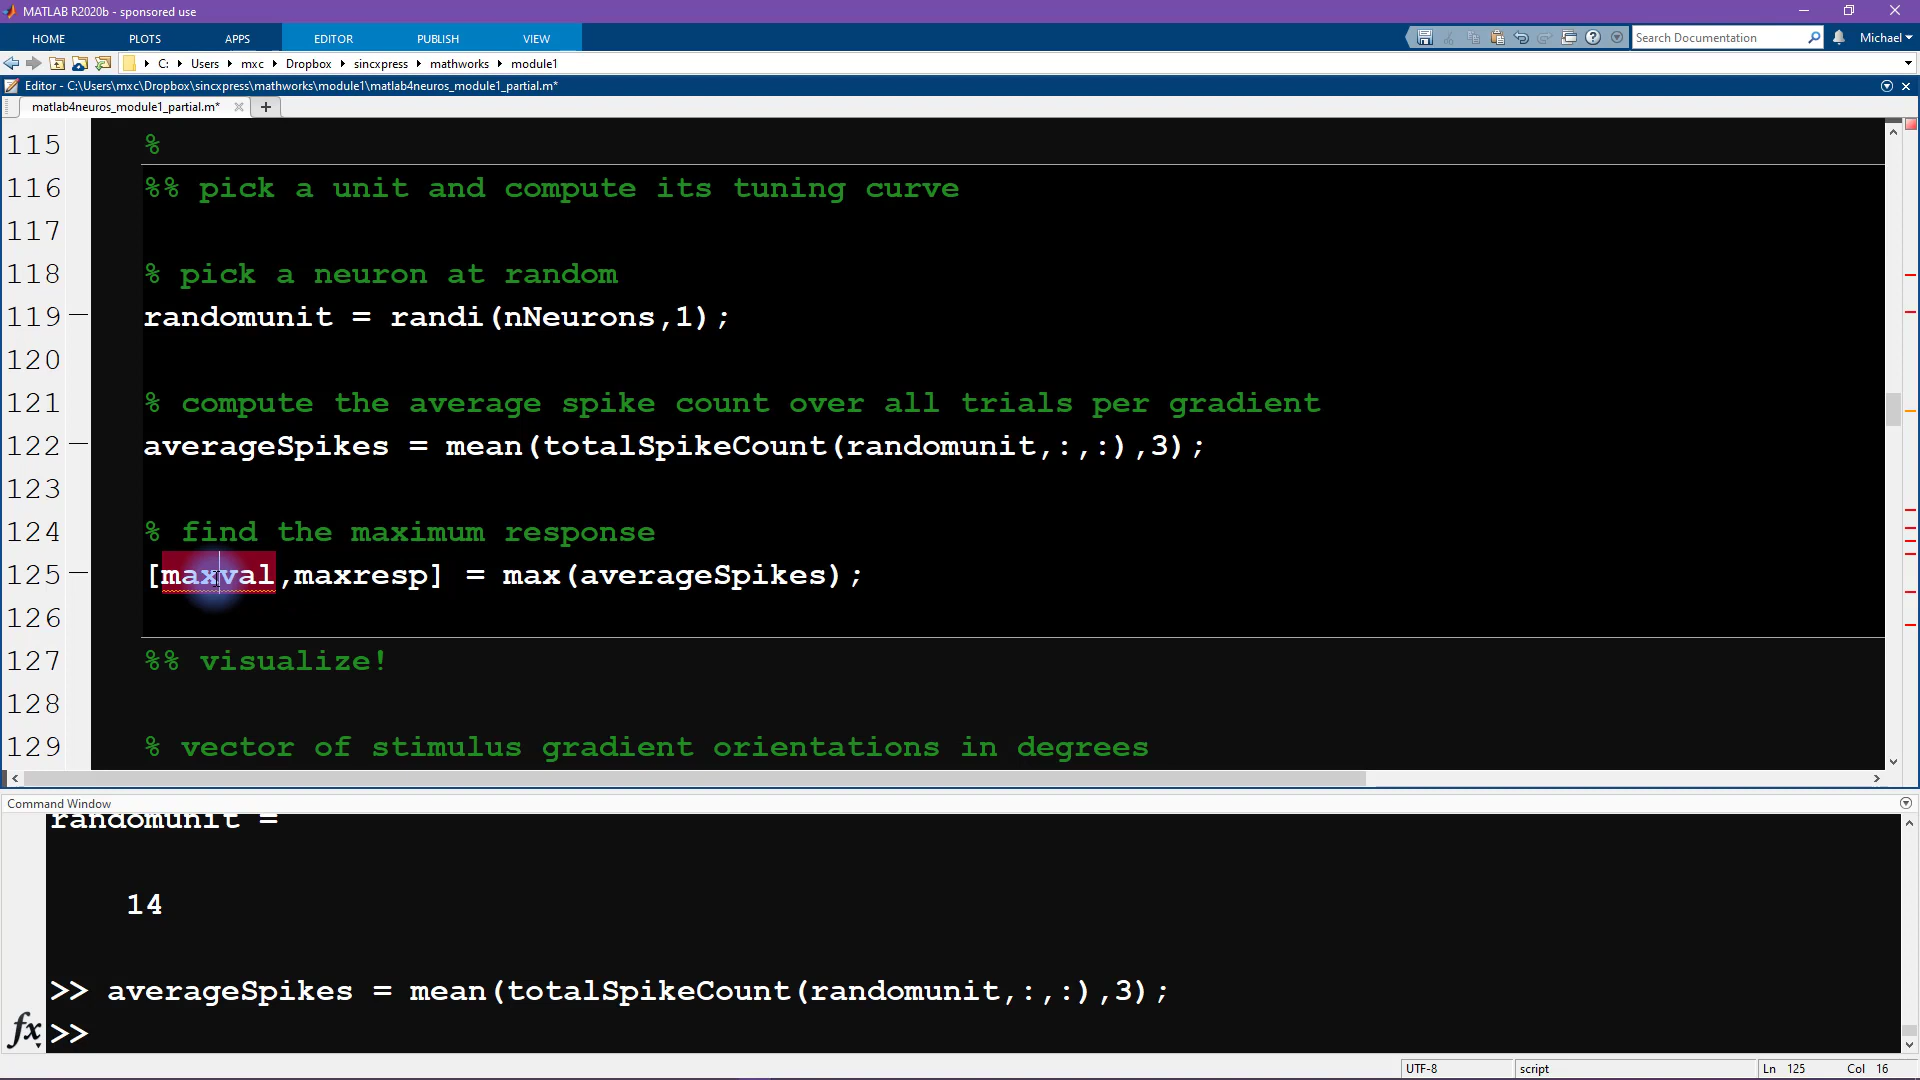 MATLAB R2020b - sponsored use
HOME PLOTS APPS EDITOR PUBLISH VIEW Search Documentation Michael
C: Users mxc Dropbox sincxpress mathworks module1
Editor - C:\Users\mxc\Dropbox\sincxpress\mathworks\module1\matlab4neuros_module1_partial.m*
matlab4neuros_module1_partial.m*
115 %
116 %% pick a unit and compute its tuning curve
117
118 % pick a neuron at random
119 randomunit = randi(nNeurons,1);
120
121 % compute the average spike count over all trials per gradient
122 averageSpikes = mean(totalSpikeCount(randomunit,:,:),3);
123
124 % find the maximum response
125 [maxval,maxresp] = max(averageSpikes);
126
127 %% visualize!
128
129 % vector of stimulus gradient orientations in degrees
Command Window
randomunit =
14
>> averageSpikes = mean(totalSpikeCount(randomunit,:,:),3);
fx >>
UTF-8 script Ln 125 Col 16